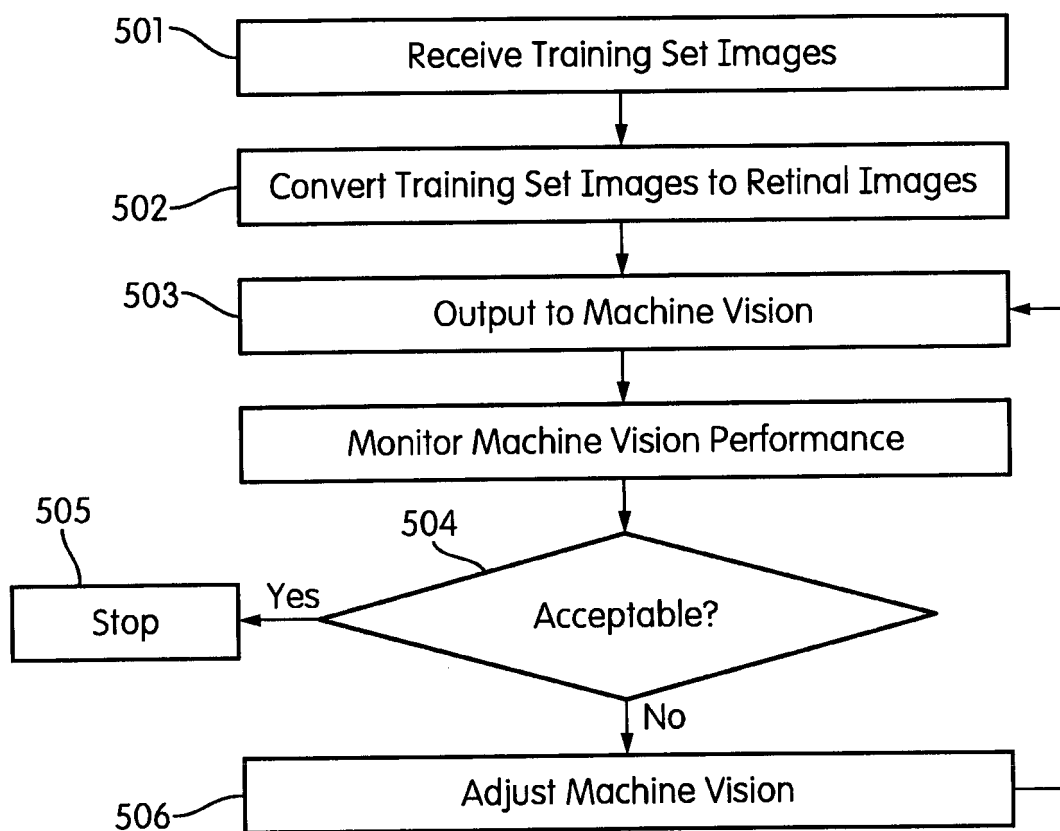 501
Receive Training Set Images
502
Convert Training Set Images to Retinal Images
503
Output to Machine Vision
Monitor Machine Vision Performance
505
504
Stop
Yes
Acceptable?
No
506
Adjust Machine Vision